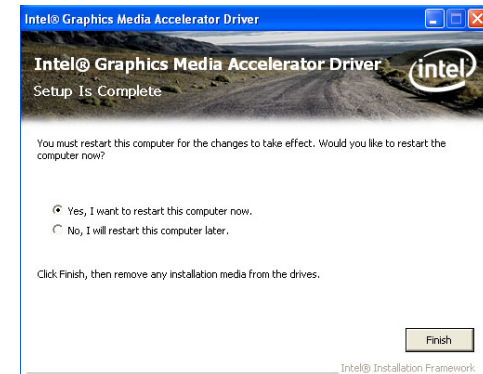 Intel® Graphics Media Accelerator Driver
Intel® Graphics Media Accelerator Driver
Setup Is Complete
intel
You must restart this computer for the changes to take effect. Would you like to restart the
computer now?
Yes, I want to restart this computer now.
No, I will restart this computer later.
Click Finish, then remove any installation media from the drives.
Finish
Intel® Installation Framework